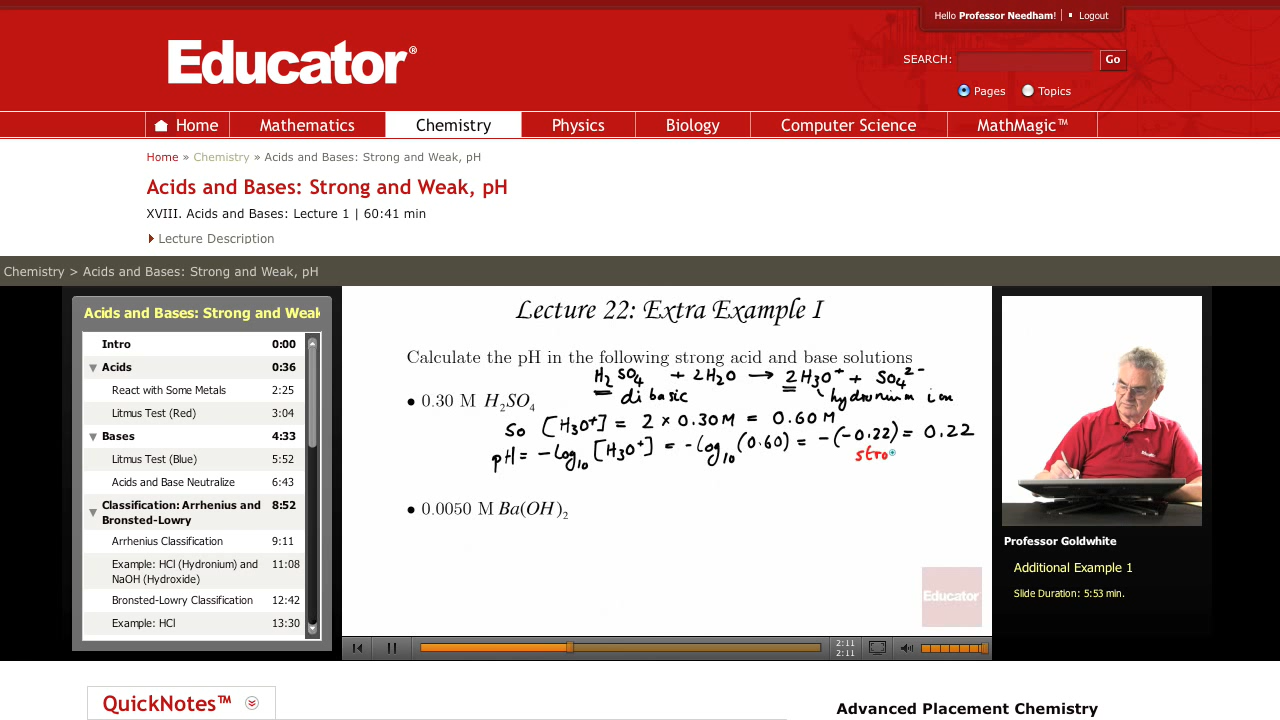 Hello Professor Needham! | Logout
Educator®
SEARCH: Go
Pages Topics
Home Mathematics Chemistry Physics Biology Computer Science MathMagic™
Home » Chemistry » Acids and Bases: Strong and Weak, pH
Acids and Bases: Strong and Weak, pH
XVIII. Acids and Bases: Lecture 1 | 60:41 min
Lecture Description
Chemistry > Acids and Bases: Strong and Weak, pH
Acids and Bases: Strong and Weak
Intro 0:00
Acids 0:36
React with Some Metals 2:25
Litmus Test (Red) 3:04
Bases 4:33
Litmus Test (Blue) 5:52
Acids and Base Neutralize 6:43
Classification: Arrhenius and 8:52
Bronsted-Lowry
Arrhenius Classification 9:11
Example: HCl (Hydronium) and 11:08
NaOH (Hydroxide)
Bronsted-Lowry Classification 12:42
Example: HCl 13:30
Lecture 22: Extra Example I
Calculate the pH in the following strong acid and base solutions
H₂SO₄ + 2H₂O → 2H₃O⁺ + SO₄²⁻
• 0.30 M H₂SO₄ dibasic hydronium ion
so [H₃O⁺] = 2 × 0.30M = 0.60M
pH = -log₁₀ [H₃O⁺] = -log₁₀ (0.60) = -(-0.22) = 0.22
stro
• 0.0050 M Ba(OH)₂
Educator
2:11
2:11
Professor Goldwhite
Additional Example 1
Slide Duration: 5:53 min.
QuickNotes™
Advanced Placement Chemistry